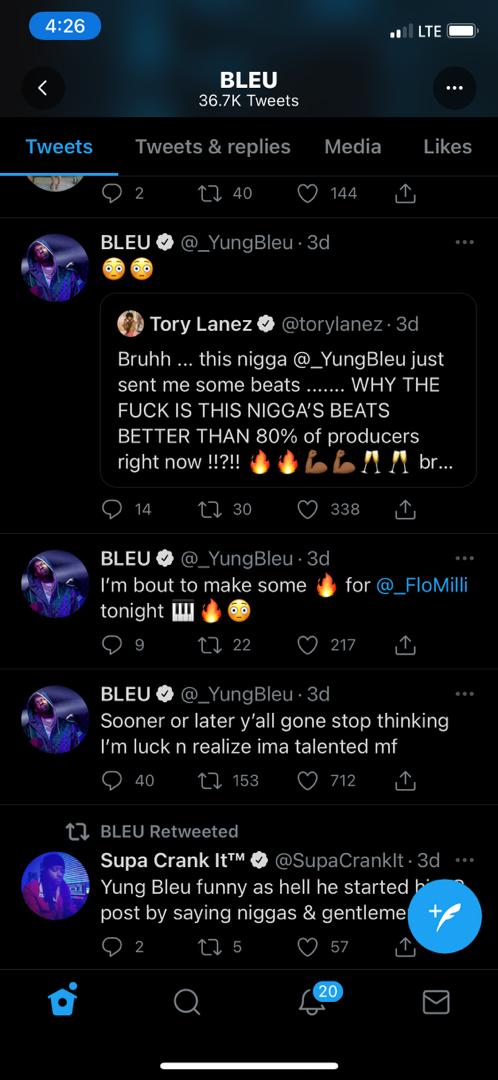 4:26
LTE
BLEU
36.7K Tweets
Tweets
Tweets & replies
Media
Likes
2
40
144
BLEU @_YungBleu · 3d
😳😳
Tory Lanez @torylanez · 3d
Bruhh ... this nigga @_YungBleu just
sent me some beats ....... WHY THE
FUCK IS THIS NIGGA'S BEATS
BETTER THAN 80% of producers
right now !!?!! 🔥🔥💪🏾💪🏾🥂🥂 br...
14
30
338
BLEU @_YungBleu · 3d
I'm bout to make some 🔥 for @_FloMilli
tonight 🎹🔥😳
9
22
217
BLEU @_YungBleu · 3d
Sooner or later y'all gone stop thinking
I'm luck n realize ima talented mf
40
153
712
BLEU Retweeted
Supa Crank It™ @SupaCrankIt · 3d
Yung Bleu funny as hell he started
post by saying niggas & gentleme
2
5
57
20